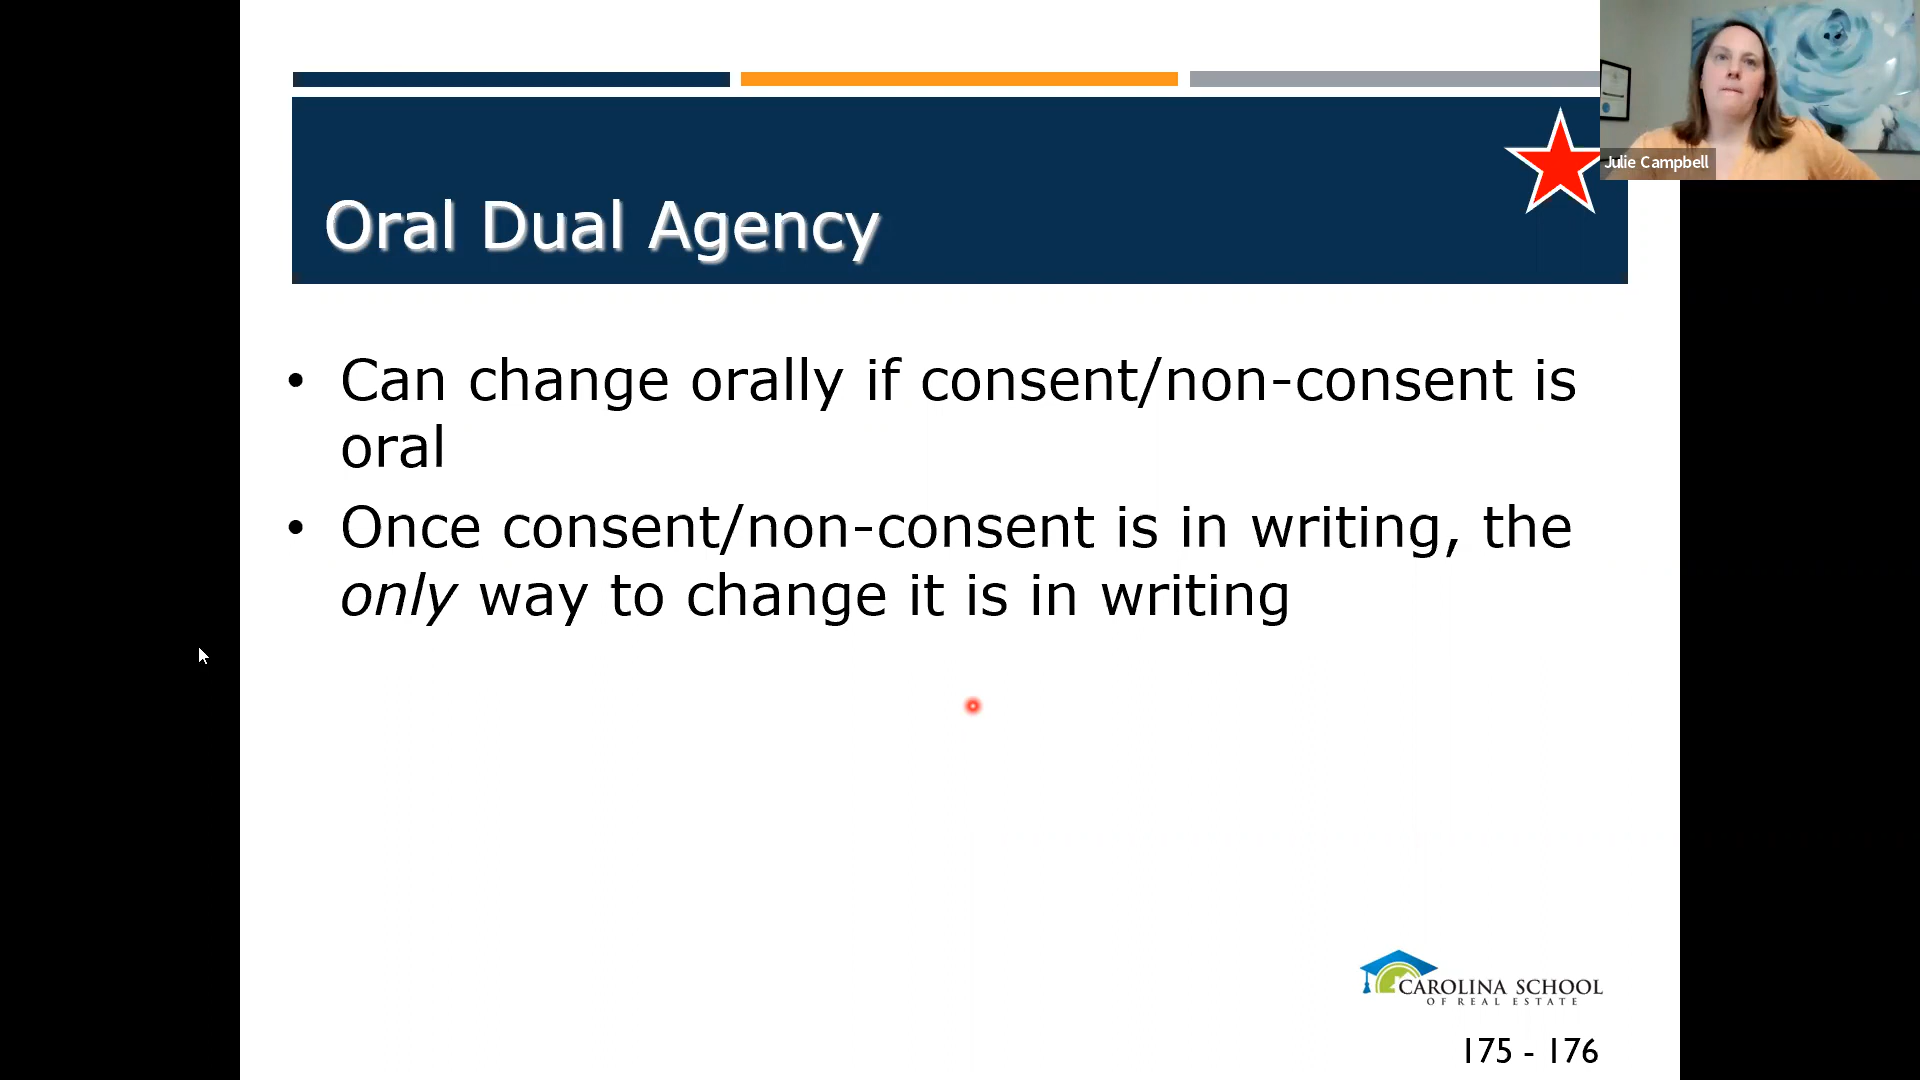 Julie Campbell
Oral Dual Agency
• Can change orally if consent/non-consent is
oral
• Once consent/non-consent is in writing, the
only way to change it is in writing
CAROLINA SCHOOL
OF REAL ESTATE
175 - 176